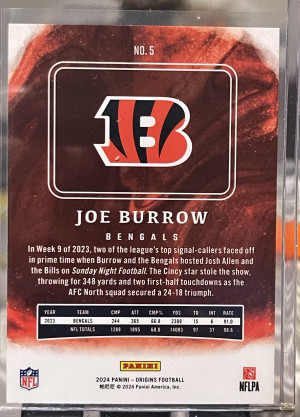 NO. 5
B
JOE BURROW
BENGALS
In Week 9 of 2023, two of the league's top signal-callers faced off
in prime time when Burrow and the Bengals hosted Josh Allen
and the Bills on Sunday Night Football. The Cincy star stole the show,
throwing for 348 yards and two first-half touchdowns as the
AFC North squad secured a 24-18 triumph.
YEAR TEAM CMP ATT CMP% YDS TD INT RATE
2023 BENGALS 244 365 66.8 2309 15 6 91.0
NFL TOTALS 1268 1895 68.0 14083 97 37 98.6
PANINI
2024 PANINI – ORIGINS FOOTBALL
© 2024 Panini America, Inc.
NFL
NFLPA